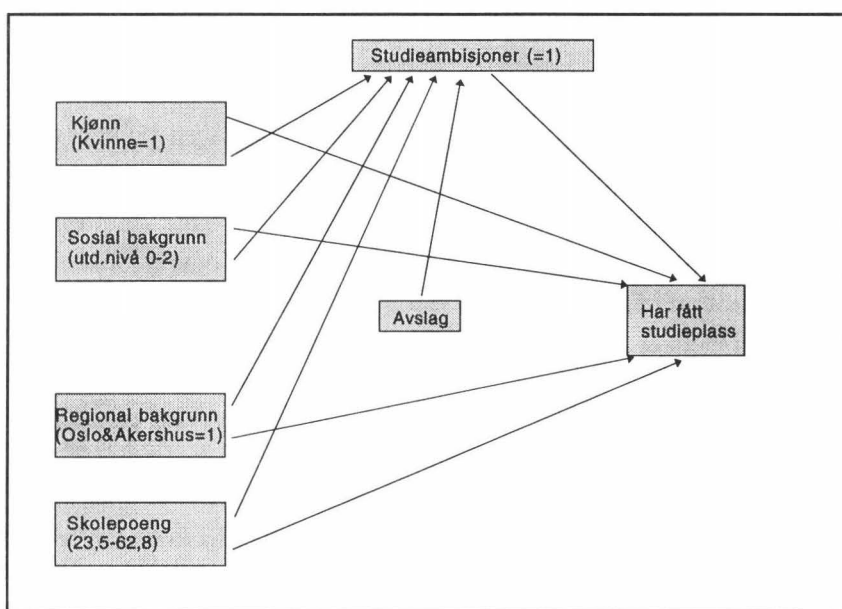 Studieambisjoner (=1)
Kjønn
(Kvinne=1)
Sosial bakgrunn
(utd.nivå 0-2)
Avslag
Har fått
studieplass
Regional bakgrunn
(Oslo&Akershus=1)
Skolepoeng
(23,5-62,8)